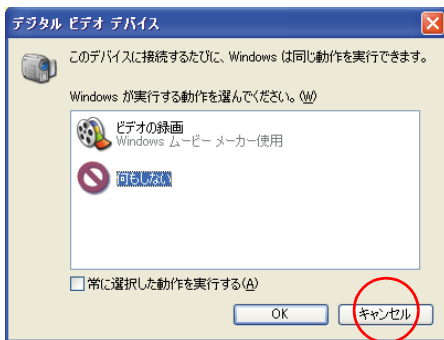 デジタル ビデオ デバイス
このデバイスに接続するたびに、Windows は同じ動作を実行できます。
Windows が実行する動作を選んでください。(W)
ビデオの録画
Windows ムービー メーカー使用
何もしない
常に選択した動作を実行する(A)
OK
キャンセル